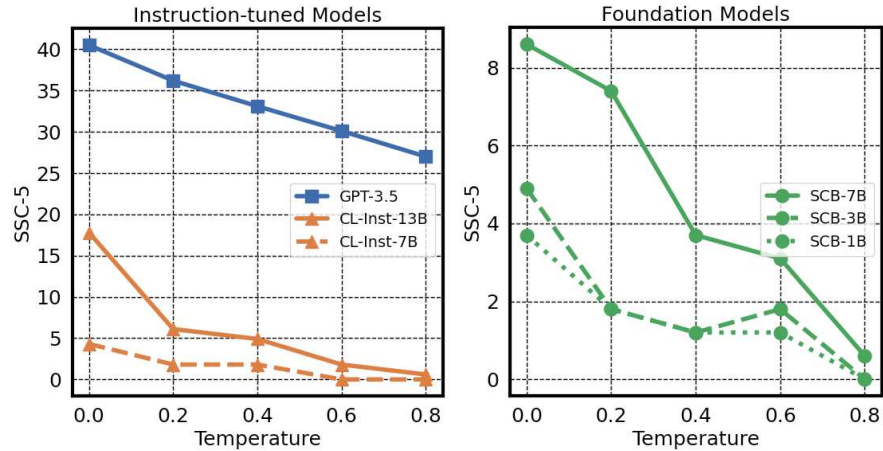 Instruction-tuned Models
SSC-5
40
35
30
25
20
15
10
5
0
GPT-3.5
CL-Inst-13B
CL-Inst-7B
0.0 0.2 0.4 0.6 0.8
Temperature
Foundation Models
SSC-5
8
6
4
2
0
SCB-7B
SCB-3B
SCB-1B
0.0 0.2 0.4 0.6 0.8
Temperature